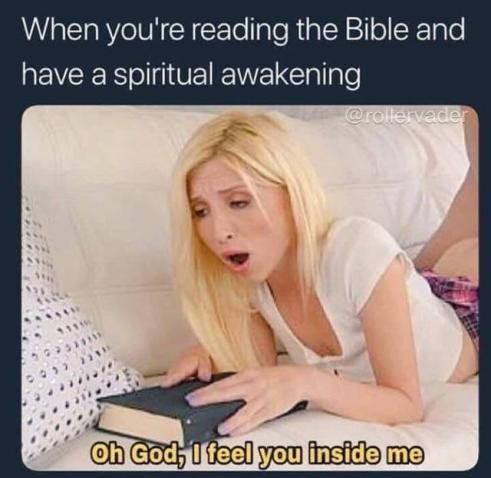 When you're reading the Bible and
have a spiritual awakening
@rollervader
Oh God, I feel you inside me